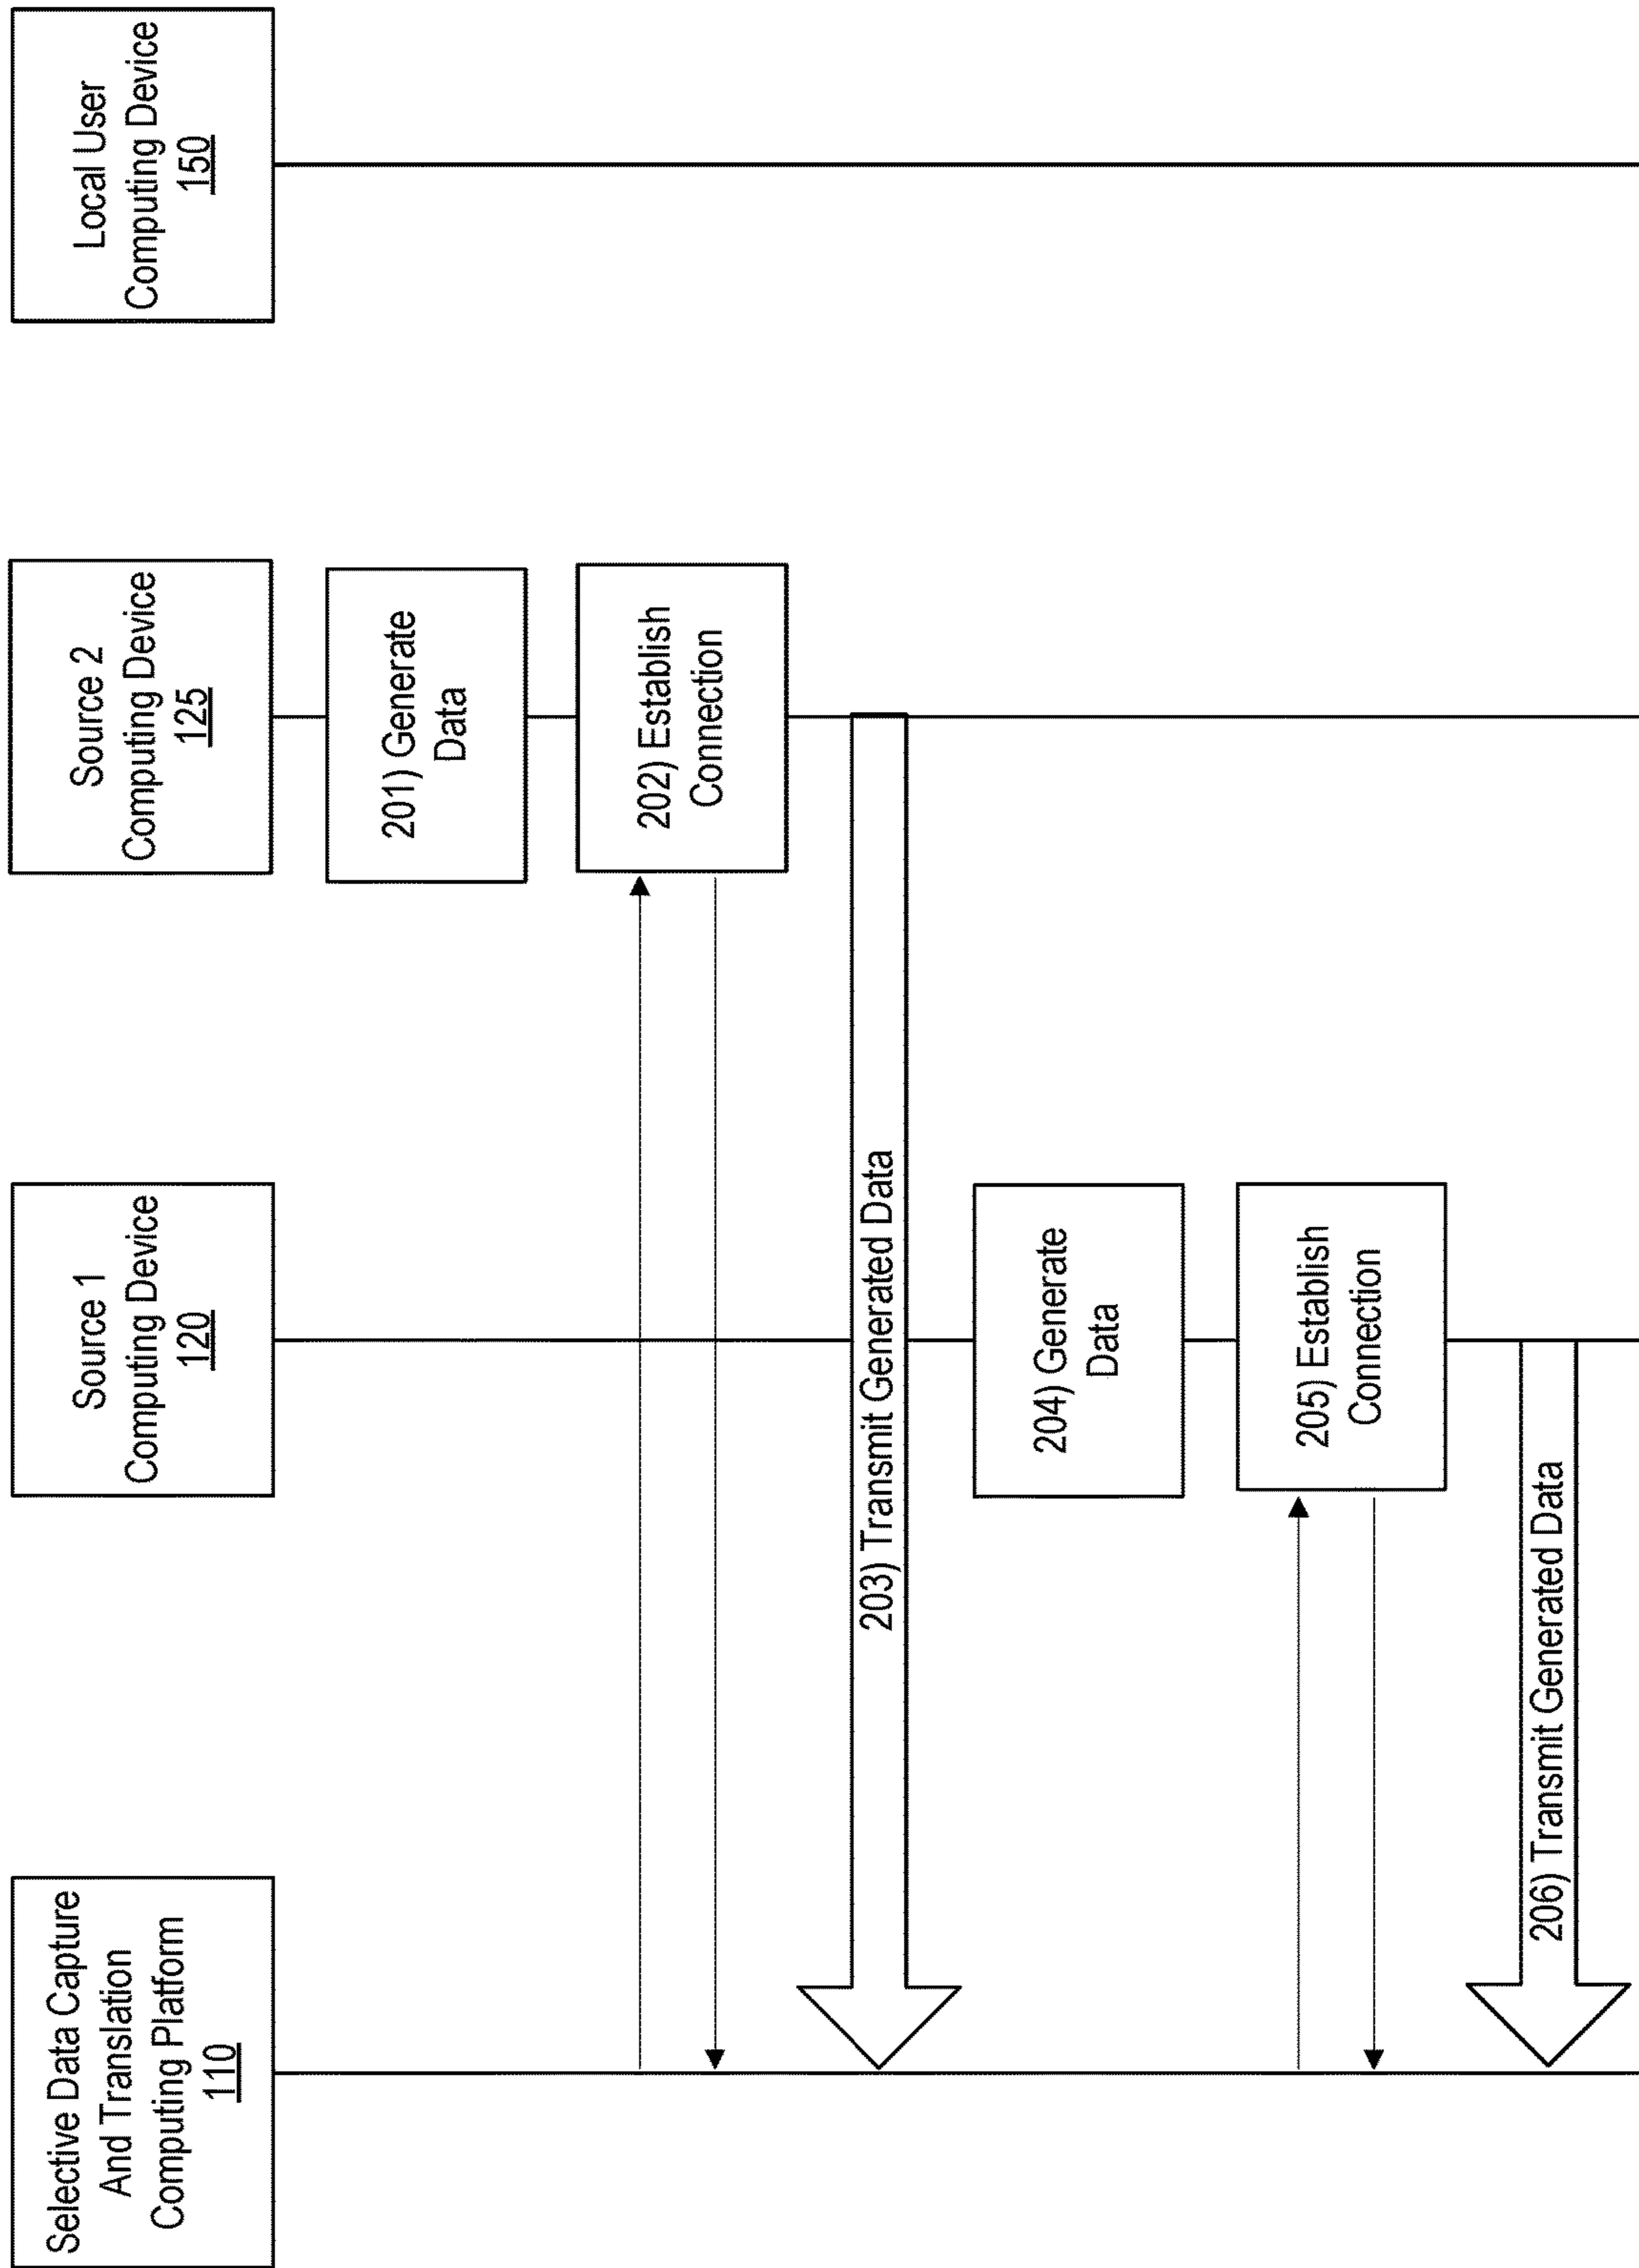 Selective Data Capture
And Translation
Computing Platform
110
Source 1
Computing Device
120
Source 2
Computing Device
125
Local User
Computing Device
150
201) Generate
Data
202) Establish
Connection
203) Transmit Generated Data
204) Generate
Data
205) Establish
Connection
206) Transmit Generated Data